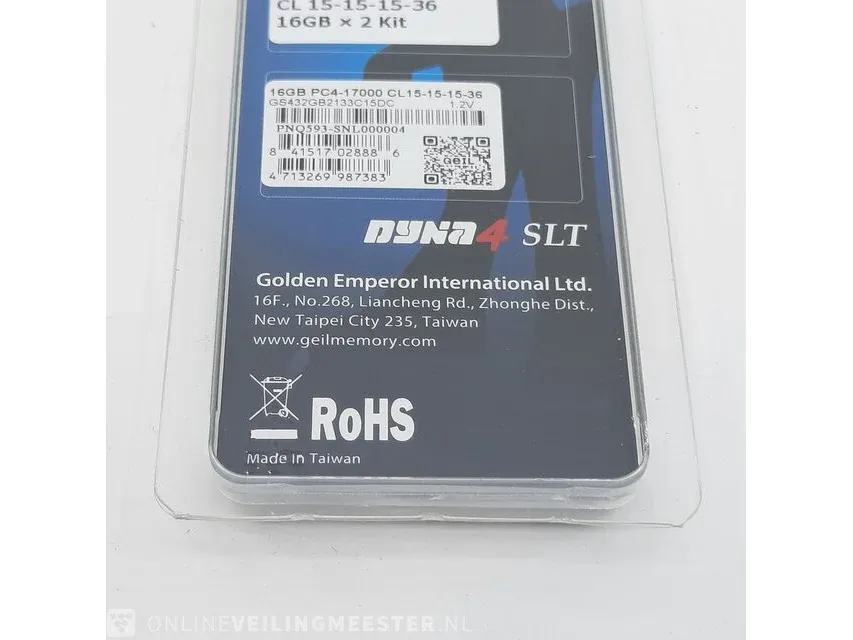 CL 15-15-15-36
16GB × 2 Kit
16GB PC4-17000 CL15-15-15-36
GS432GB2133C15DC 1.2V
PNQ593-SNL000004
8 41517 02888 6
GEIL
4 713269 987383
DYNA4 SLT
Golden Emperor International Ltd.
16F., No.268, Liancheng Rd., Zhonghe Dist.,
New Taipei City 235, Taiwan
www.geilmemory.com
RoHS
Made In Taiwan
ONLINEVEILINGMEESTER.NL